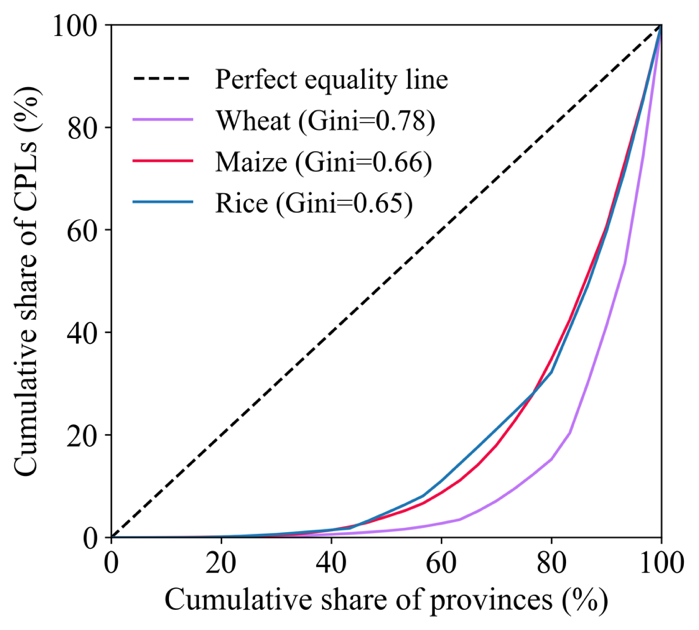 100
80
60
40
20
0
Cumulative share of CPLs (%)
Perfect equality line
Wheat (Gini=0.78)
Maize (Gini=0.66)
Rice (Gini=0.65)
0 20 40 60 80 100
Cumulative share of provinces (%)